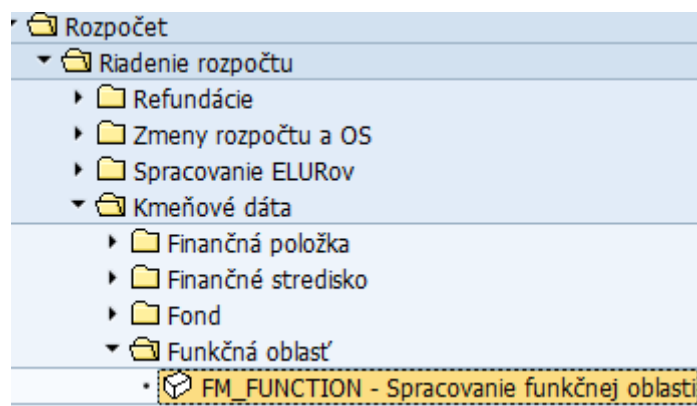 Rozpočet
Riadenie rozpočtu
Refundácie
Zmeny rozpočtu a OS
Spracovanie ELURov
Kmeňové dáta
Finančná položka
Finančné stredisko
Fond
Funkčná oblasť
FM_FUNCTION - Spracovanie funkčnej oblasti